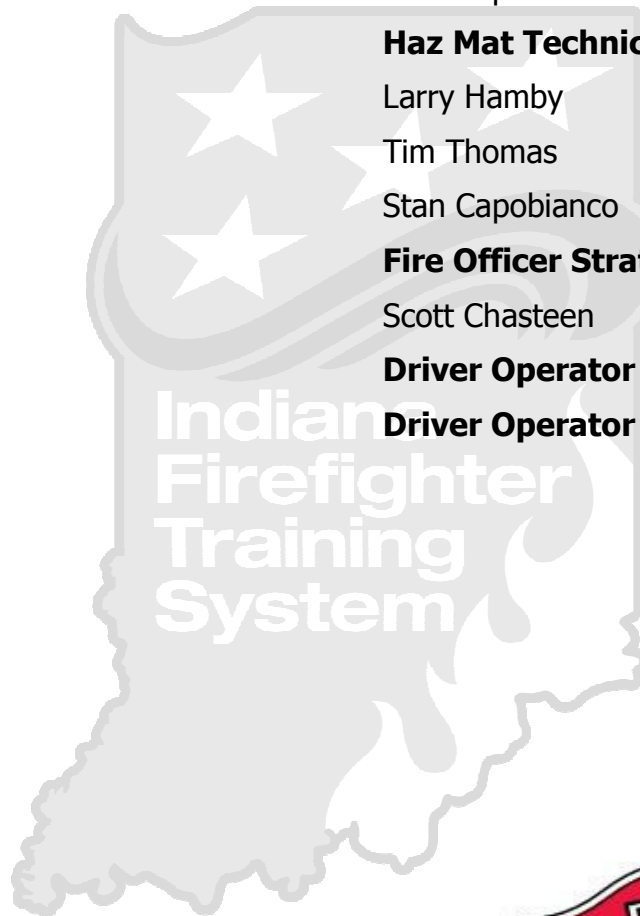 Haz Mat Technic
Larry Hamby
Tim Thomas
Stan Capobianco
Fire Officer Strat
Scott Chasteen
Driver Operator
Driver Operator
Indiana
Firefighter
Training
System